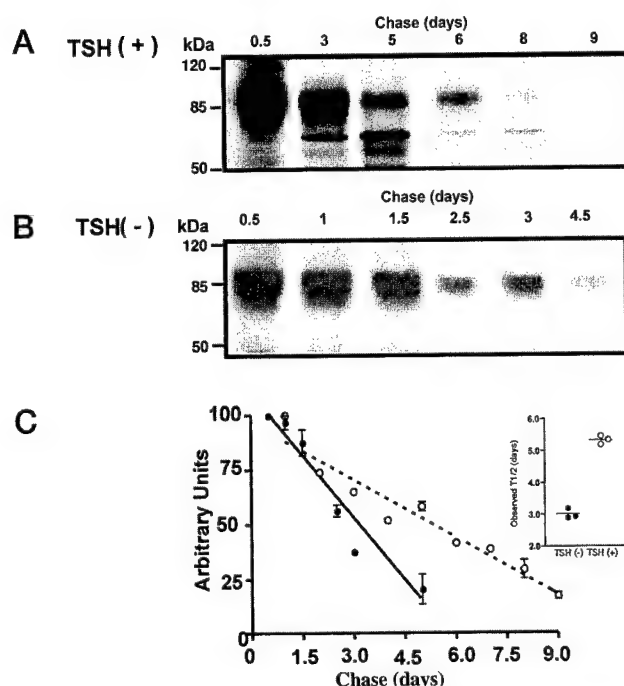 Chase (days)
A TSH (+) kDa 0.5 3 5 6 8 9
120
85
50
Chase (days)
B TSH(-) kDa 0.5 1 1.5 2.5 3 4.5
120
85
50
C
100
75
50
25
0
Arbitrary Units
0 1.5 3.0 4.5 6.0 7.5 9.0
Chase (days)
6.0
5.0
4.0
3.0
2.0
Observed T1/2 (days)
TSH (-) TSH (+)